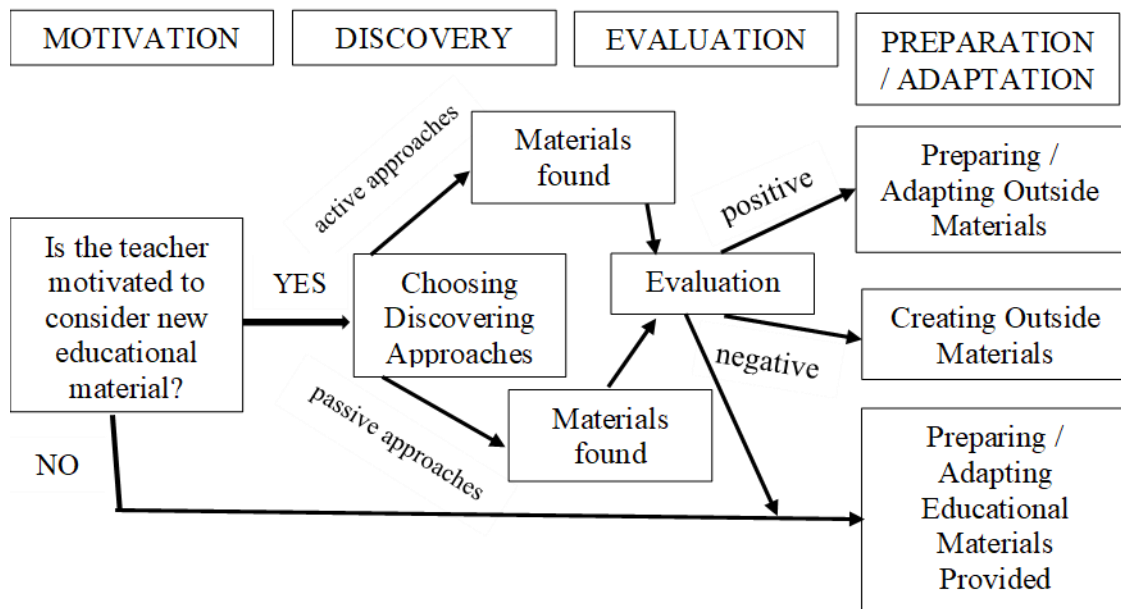 MOTIVATION
DISCOVERY
EVALUATION
PREPARATION
/ ADAPTATION
Is the teacher
motivated to
consider new
educational
material?
YES
NO
active approaches
Choosing
Discovering
Approaches
passive approaches
Materials
found
Materials
found
Evaluation
positive
negative
Preparing /
Adapting Outside
Materials
Creating Outside
Materials
Preparing /
Adapting
Educational
Materials
Provided